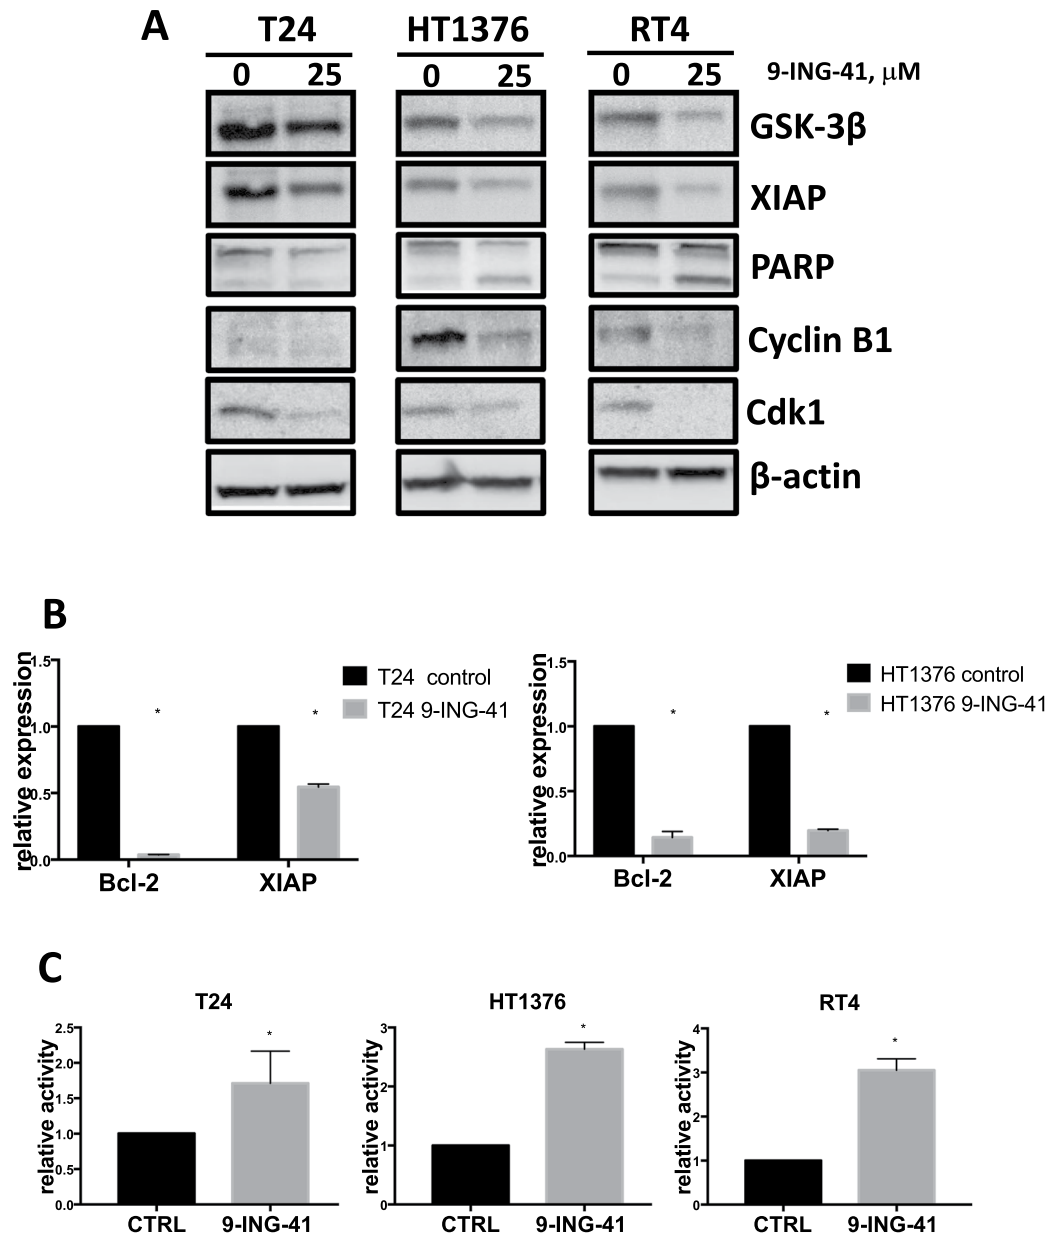 A
T24 HT1376 RT4
0 25 0 25 0 25 9-ING-41, μM
GSK-3β
XIAP
PARP
Cyclin B1
Cdk1
β-actin
B
relative expression
1.5
1.0
0.5
0.0
Bcl-2 XIAP
T24 control
T24 9-ING-41
* *
relative expression
1.5
1.0
0.5
0.0
Bcl-2 XIAP
HT1376 control
HT1376 9-ING-41
* *
C
T24
relative activity
2.5
2.0
1.5
1.0
0.5
0.0
*
CTRL 9-ING-41
HT1376
relative activity
3
2
1
0
*
CTRL 9-ING-41
RT4
relative activity
4
3
2
1
0
*
CTRL 9-ING-41